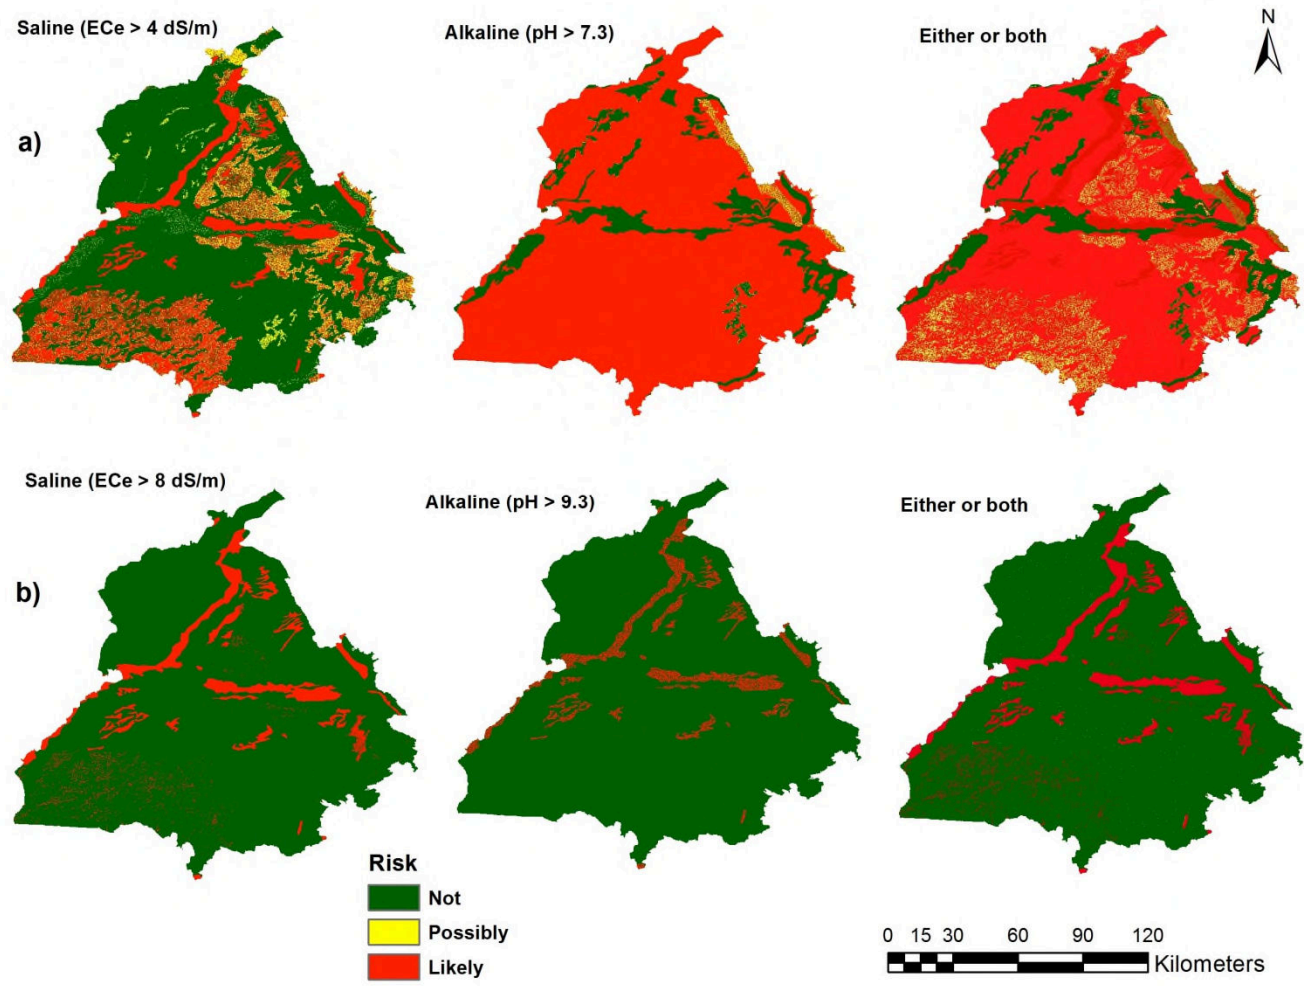 Saline (ECe > 4 dS/m)
Alkaline (pH > 7.3)
Either or both
N
a)
Saline (ECe > 8 dS/m)
Alkaline (pH > 9.3)
Either or both
b)
Risk
Not
Possibly
Likely
0 15 30 60 90 120
Kilometers